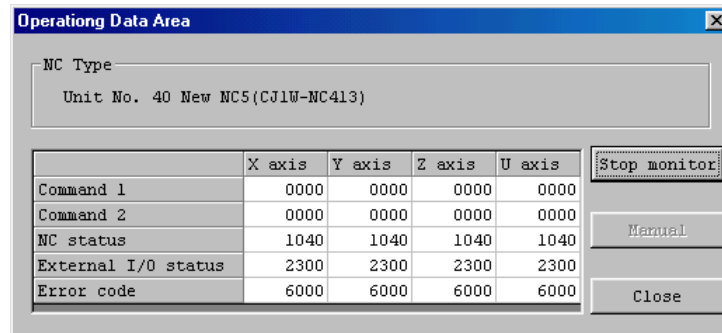 Operationg Data Area
NC Type
Unit No. 40 New NC5(CJ1W-NC413)
X axis Y axis Z axis U axis
Command 1 0000 0000 0000 0000
Command 2 0000 0000 0000 0000
NC status 1040 1040 1040 1040
External I/O status 2300 2300 2300 2300
Error code 6000 6000 6000 6000
Stop monitor
Manual
Close